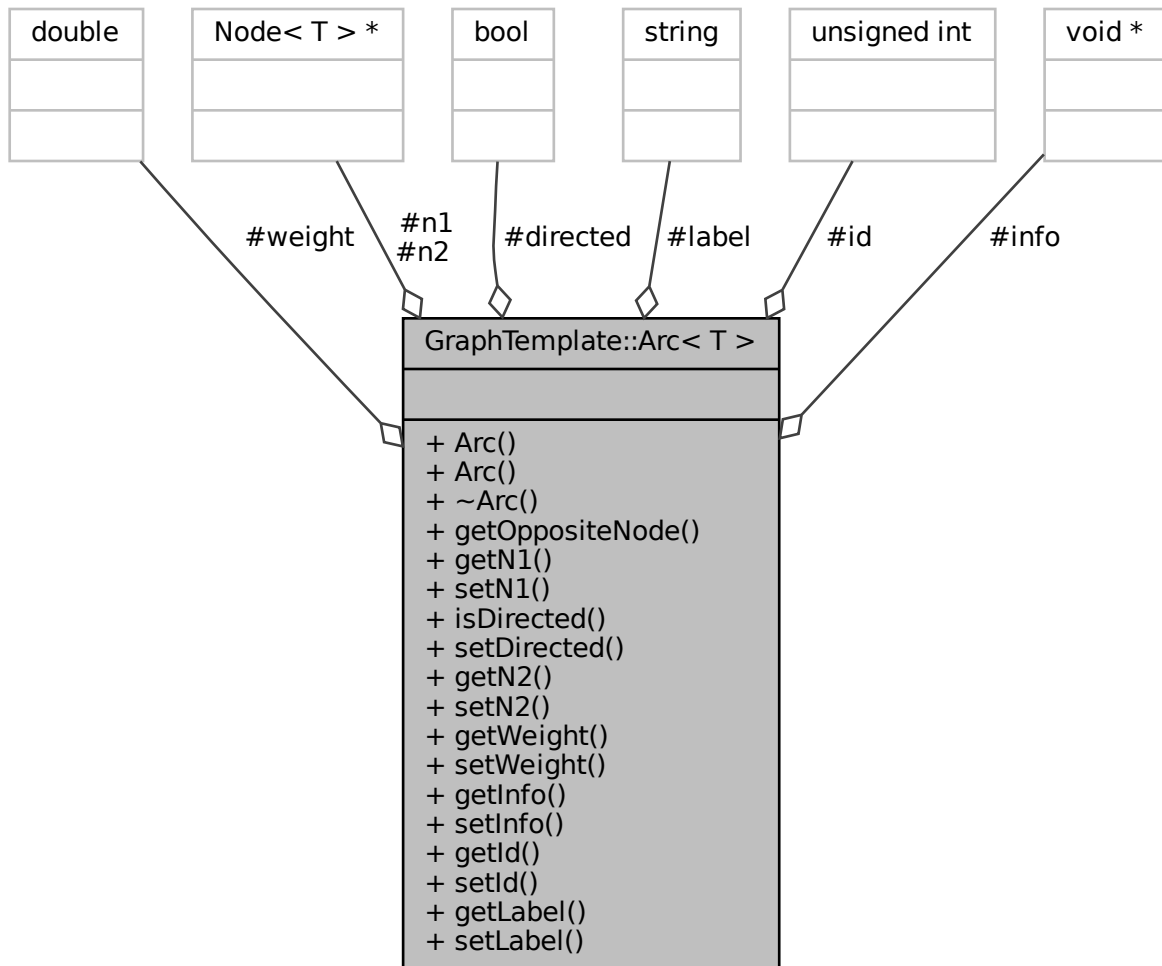 double
Node< T > *
bool
string
unsigned int
void *
#weight
#n1
#n2
#directed
#label
#id
#info
GraphTemplate::Arc< T >
+ Arc()
+ Arc()
+ ~Arc()
+ getOppositeNode()
+ getN1()
+ setN1()
+ isDirected()
+ setDirected()
+ getN2()
+ setN2()
+ getWeight()
+ setWeight()
+ getInfo()
+ setInfo()
+ getId()
+ setId()
+ getLabel()
+ setLabel()